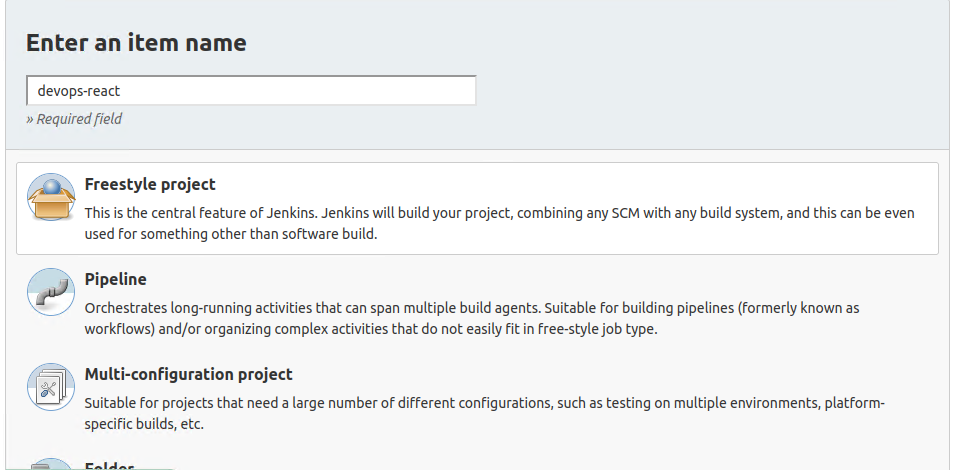 Enter an item name
devops-react
» Required field
Freestyle project
This is the central feature of Jenkins. Jenkins will build your project, combining any SCM with any build system, and this can be even
used for something other than software build.
Pipeline
Orchestrates long-running activities that can span multiple build agents. Suitable for building pipelines (formerly known as
workflows) and/or organizing complex activities that do not easily fit in free-style job type.
Multi-configuration project
Suitable for projects that need a large number of different configurations, such as testing on multiple environments, platform-
specific builds, etc.
Folder